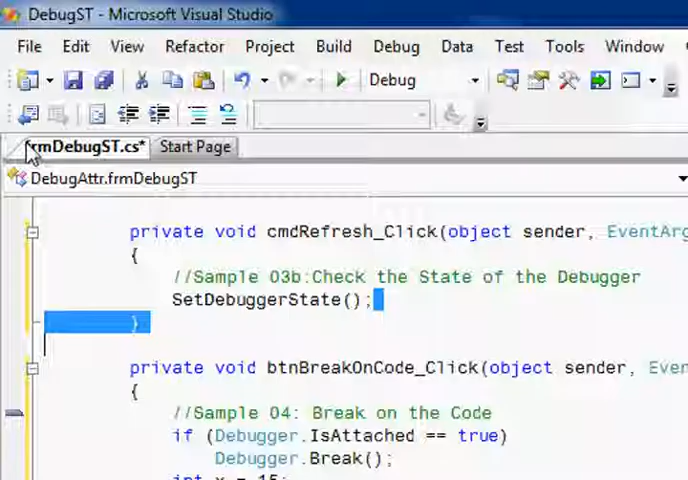 DebugST - Microsoft Visual Studio
File Edit View Refactor Project Build Debug Data Test Tools Window
Debug
frmDebugST.cs* Start Page
DebugAttr.frmDebugST
private void cmdRefresh_Click(object sender, EventArg
{
//Sample 03b:Check the State of the Debugger
SetDebuggerState();
}
private void btnBreakOnCode_Click(object sender, Even
{
//Sample 04: Break on the Code
if (Debugger.IsAttached == true)
Debugger.Break();
int x = 15;